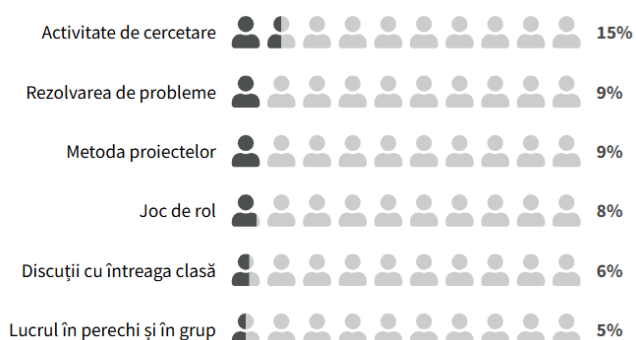 Activitate de cercetare 15%
Rezolvarea de probleme 9%
Metoda proiectelor 9%
Joc de rol 8%
Discuții cu întreaga clasă 6%
Lucrul în perechi și în grup 5%